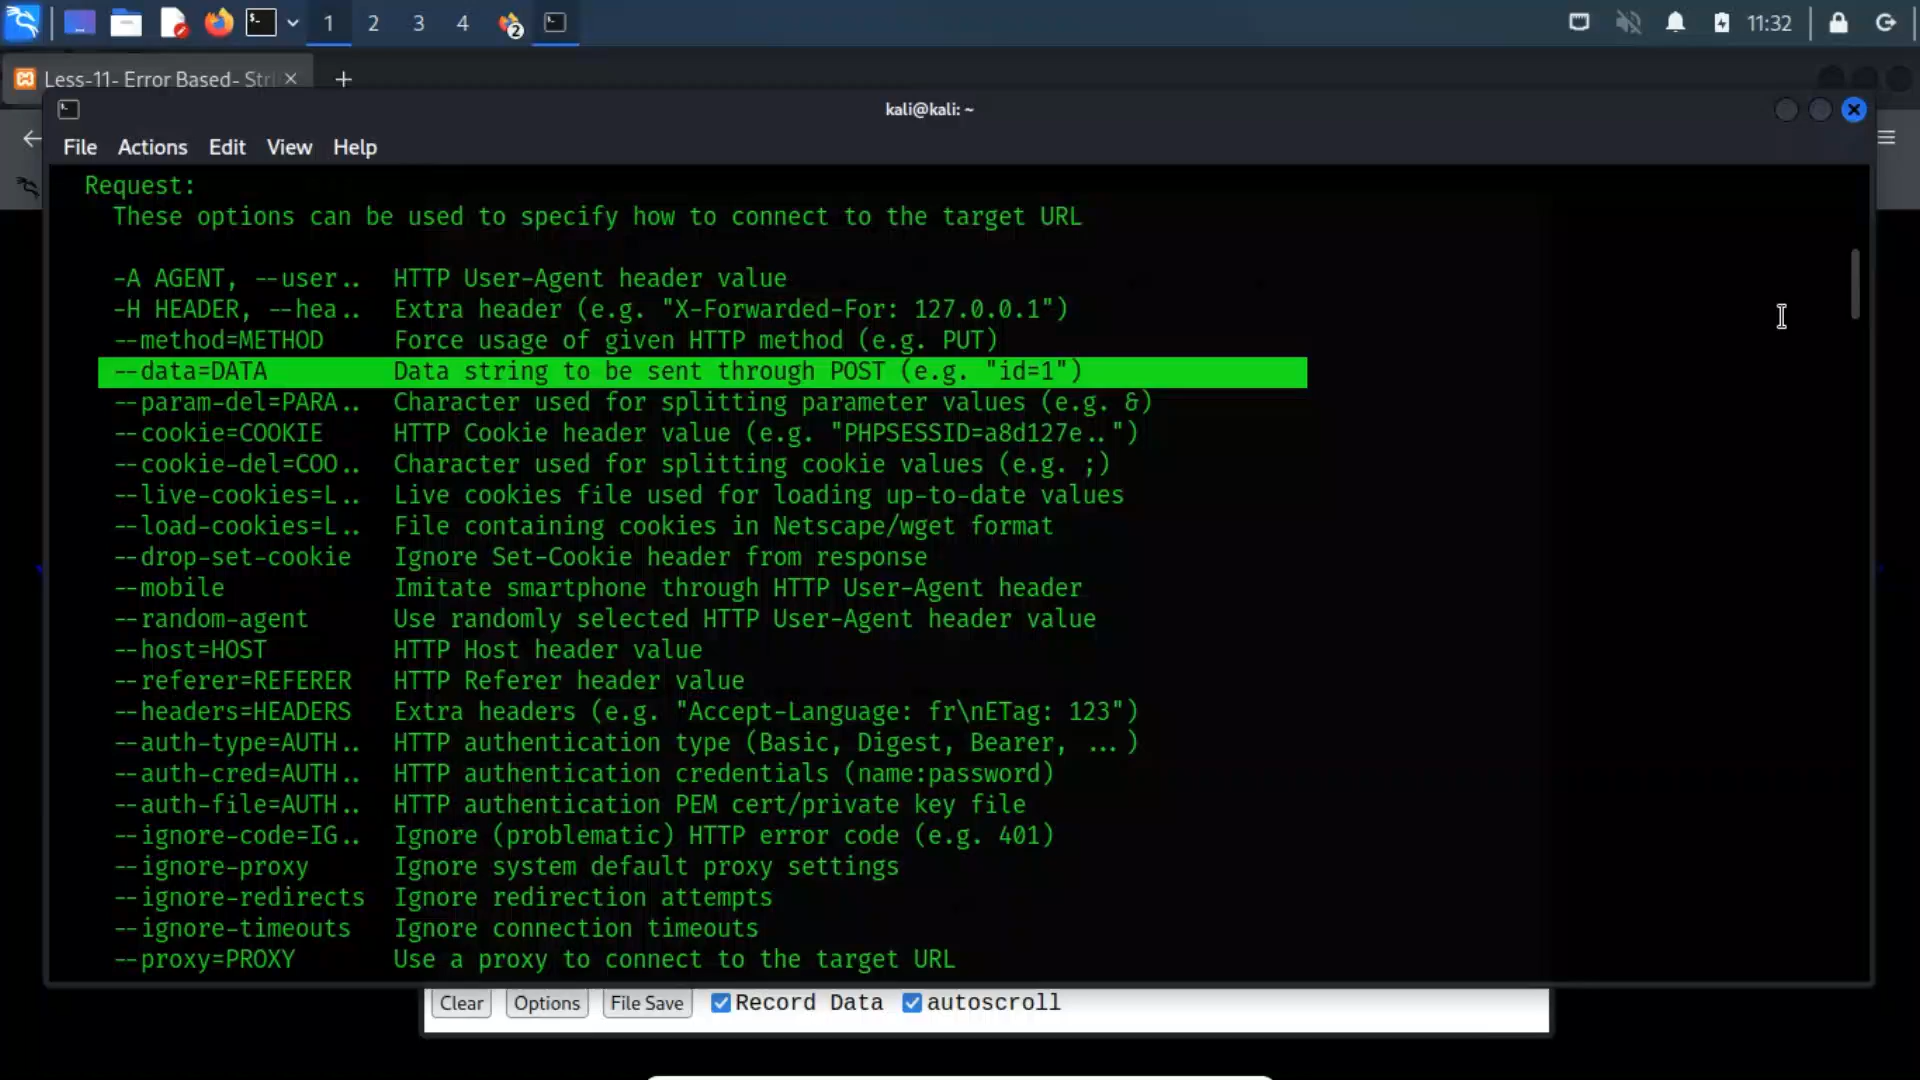 1 2 3 4 2 11:32
Less-11- Error Based- Stri
kali@kali: ~
File Actions Edit View Help
Request:
These options can be used to specify how to connect to the target URL
-A AGENT, --user.. HTTP User-Agent header value
-H HEADER, --hea.. Extra header (e.g. "X-Forwarded-For: 127.0.0.1")
--method=METHOD Force usage of given HTTP method (e.g. PUT)
--data=DATA Data string to be sent through POST (e.g. "id=1")
--param-del=PARA.. Character used for splitting parameter values (e.g. &)
--cookie=COOKIE HTTP Cookie header value (e.g. "PHPSESSID=a8d127e..")
--cookie-del=COO.. Character used for splitting cookie values (e.g. ;)
--live-cookies=L.. Live cookies file used for loading up-to-date values
--load-cookies=L.. File containing cookies in Netscape/wget format
--drop-set-cookie Ignore Set-Cookie header from response
--mobile Imitate smartphone through HTTP User-Agent header
--random-agent Use randomly selected HTTP User-Agent header value
--host=HOST HTTP Host header value
--referer=REFERER HTTP Referer header value
--headers=HEADERS Extra headers (e.g. "Accept-Language: fr\nETag: 123")
--auth-type=AUTH.. HTTP authentication type (Basic, Digest, Bearer, ...)
--auth-cred=AUTH.. HTTP authentication credentials (name:password)
--auth-file=AUTH.. HTTP authentication PEM cert/private key file
--ignore-code=IG.. Ignore (problematic) HTTP error code (e.g. 401)
--ignore-proxy Ignore system default proxy settings
--ignore-redirects Ignore redirection attempts
--ignore-timeouts Ignore connection timeouts
--proxy=PROXY Use a proxy to connect to the target URL
Clear Options File Save Record Data autoscroll